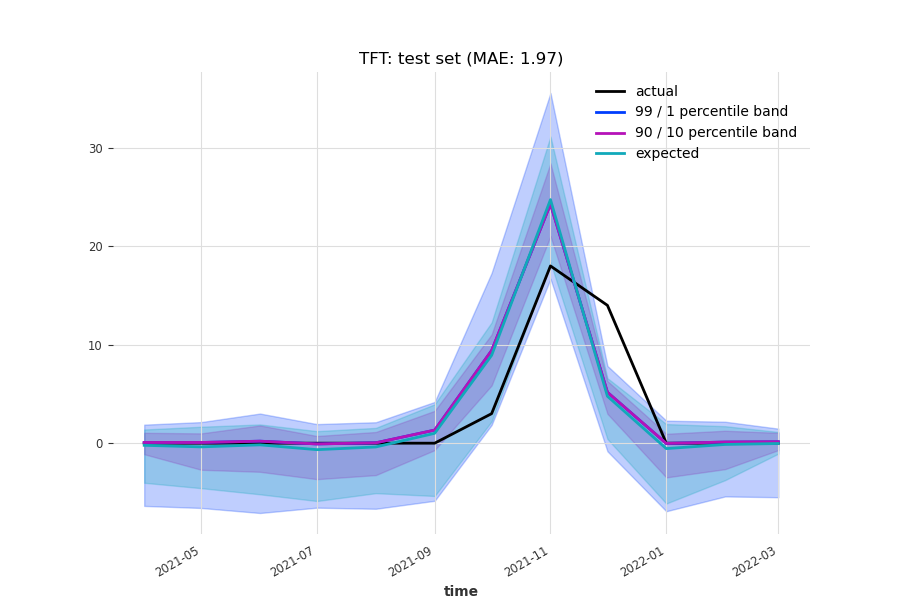 TFT: test set (MAE: 1.97)
actual
99 / 1 percentile band
90 / 10 percentile band
expected
30
20
10
0
2021-05
2021-07
2021-09
2021-11
2022-01
2022-03
time